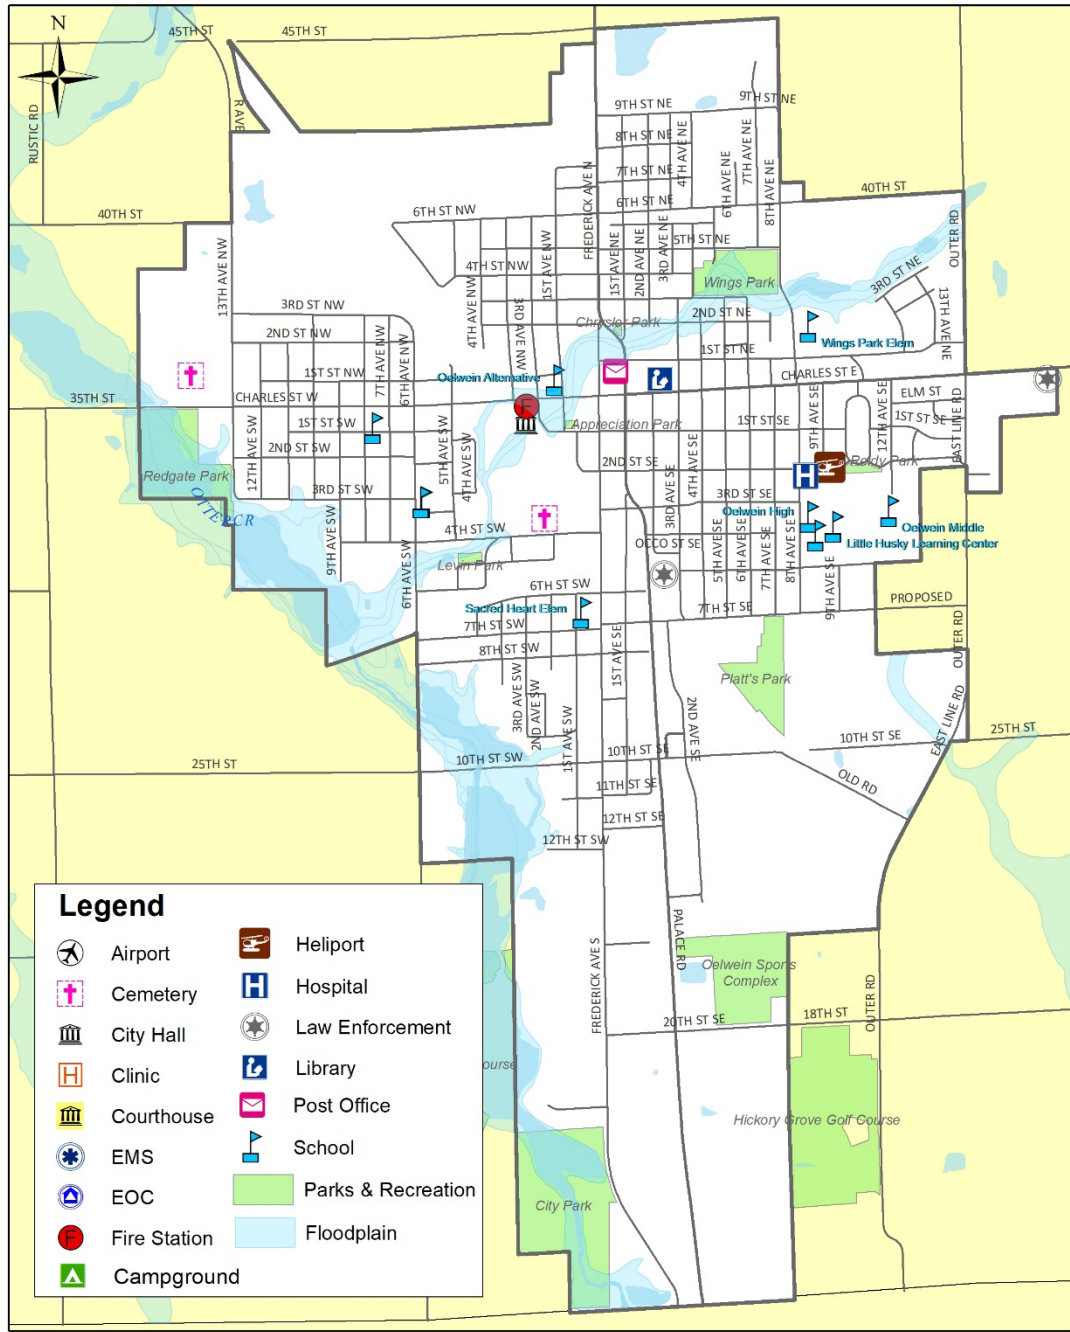 N
45TH ST
45TH ST
RUSTIC RD
R AVE
9TH ST NE
9TH ST NE
8TH ST NE
7TH ST NE
4TH AVE NE
6TH AVE NE
7TH AVE NE
8TH AVE NE
6TH ST NE
40TH ST
40TH ST
6TH ST NW
FREDERICK AVE N
5TH ST NE
OUTER RD
13TH AVE NW
4TH ST NW
1ST AVE NW
1ST AVE NE
2ND AVE NE
3RD AVE NE
Wings Park
3RD ST NE
3RD ST NW
4TH AVE NW
3RD AVE NW
2ND ST NE
13TH AVE NE
Chrysler Park
2ND ST NW
7TH AVE NW
6TH AVE NW
1ST ST NE
Wings Park Elem
1ST ST NW
Oelwein Alternative
CHARLES ST E
35TH ST
CHARLES ST W
ELM ST
F
1ST ST SW
Appreciation Park
1ST ST SE
9TH AVE SE
12TH AVE SE
1ST ST SE
EAST LINE RD
2ND ST SW
12TH AVE SW
5TH AVE SW
4TH AVE SW
2ND ST SE
4TH AVE SE
3RD AVE SE
H
Reidy Park
Redgate Park
OTTER CR
3RD ST SW
3RD ST SE
Oelwein High
Oelwein Middle
4TH ST SW
OCCO ST SE
Little Husky Learning Center
9TH AVE SW
6TH AVE SW
Levin Park
5TH AVE SE
6TH AVE SE
7TH AVE SE
8TH AVE SE
9TH AVE SE
6TH ST SW
PROPOSED
Sacred Heart Elem
7TH ST SE
7TH ST SW
8TH ST SW
1ST AVE SE
OUTER RD
Platt's Park
3RD AVE SW
2ND AVE SW
1ST AVE SW
2ND AVE SE
EAST LINE RD
25TH ST
10TH ST SE
10TH ST SE
25TH ST
10TH ST SW
11TH ST SE
OLD RD
12TH ST SE
12TH ST SW
FREDERICK AVE S
PALACE RD
Oelwein Sports
Complex
OUTER RD
20TH ST SE
18TH ST
ourse
Hickory Grove Golf Course
City Park
Legend
Airport
Cemetery
City Hall
H Clinic
Courthouse
EMS
EOC
F Fire Station
Campground
Heliport
H Hospital
Law Enforcement
Library
Post Office
School
Parks & Recreation
Floodplain